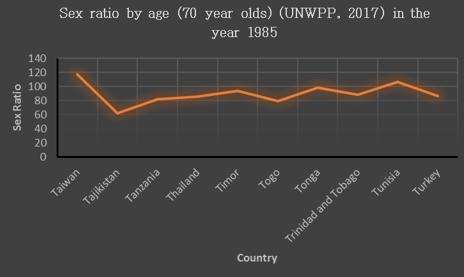 Sex ratio by age (70 year olds) (UNWPP, 2017) in the
year 1985
140
120
100
80
60
40
20
0
Sex Ratio
Taiwan
Tajikistan
Tanzania
Thailand
Timor
Togo
Tonga
Trinidad and Tobago
Tunisia
Turkey
Country